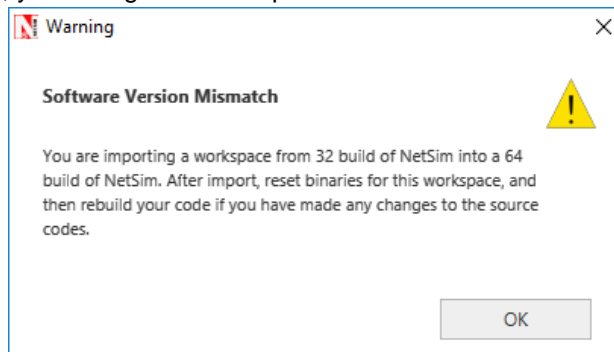 Warning
Software Version Mismatch
You are importing a workspace from 32 build of NetSim into a 64
build of NetSim. After import, reset binaries for this workspace, and
then rebuild your code if you have made any changes to the source
codes.
OK